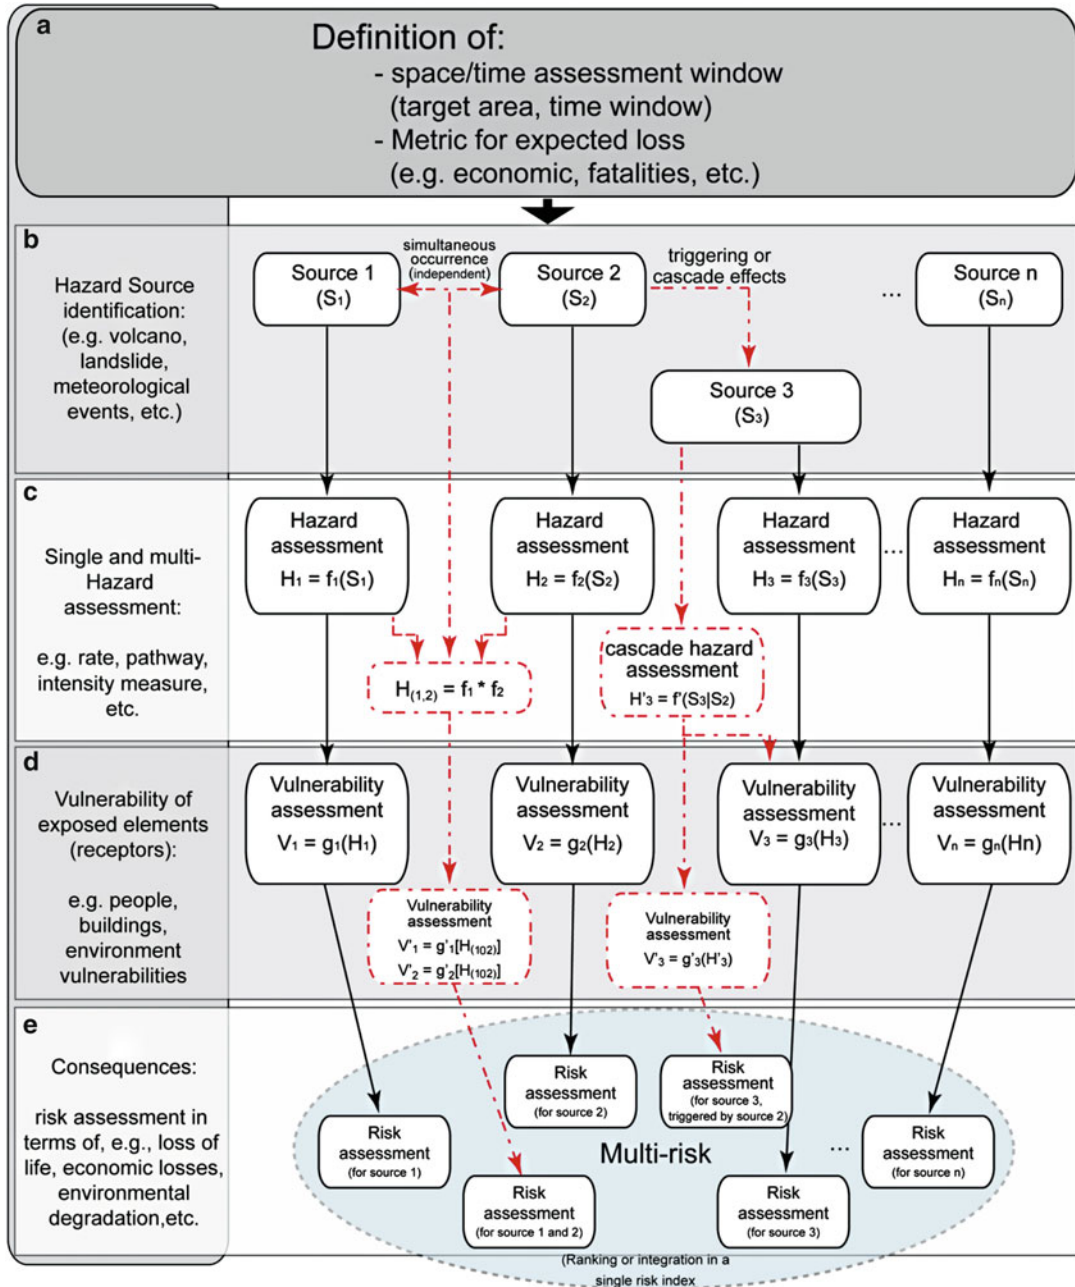 a
Definition of:
- space/time assessment window
(target area, time window)
- Metric for expected loss
(e.g. economic, fatalities, etc.)
b
Hazard Source
identification:
(e.g. volcano,
landslide,
meteorological
events, etc.)
Source 1
(S₁)
simultaneous
occurrence
(independent)
Source 2
(S₂)
triggering or
cascade effects
...
Source n
(Sₙ)
Source 3
(S₃)
c
Single and multi-
Hazard
assessment:
e.g. rate, pathway,
intensity measure,
etc.
Hazard
assessment
H₁ = f₁(S₁)
Hazard
assessment
H₂ = f₂(S₂)
Hazard
assessment
H₃ = f₃(S₃)
...
Hazard
assessment
Hₙ = fₙ(Sₙ)
H₍₁,₂₎ = f₁ * f₂
cascade hazard
assessment
H'₃ = f'(S₃|S₂)
d
Vulnerability of
exposed elements
(receptors):
e.g. people,
buildings,
environment
vulnerabilities
Vulnerability
assessment
V₁ = g₁(H₁)
Vulnerability
assessment
V₂ = g₂(H₂)
Vulnerability
assessment
V₃ = g₃(H₃)
...
Vulnerability
assessment
Vₙ = gₙ(Hn)
Vulnerability
assessment
V'₁ = g'₁[H₍₁₀₂₎]
V'₂ = g'₂[H₍₁₀₂₎]
Vulnerability
assessment
V'₃ = g'₃(H'₃)
e
Consequences:
risk assessment in
terms of, e.g., loss of
life, economic losses,
environmental
degradation,etc.
Risk
assessment
(for source 1)
Risk
assessment
(for source 2)
Risk
assessment
(for source 3,
triggered by source 2)
Multi-risk
...
Risk
assessment
(for source n)
Risk
assessment
(for source 1 and 2)
Risk
assessment
(for source 3)
(Ranking or integration in a
single risk index